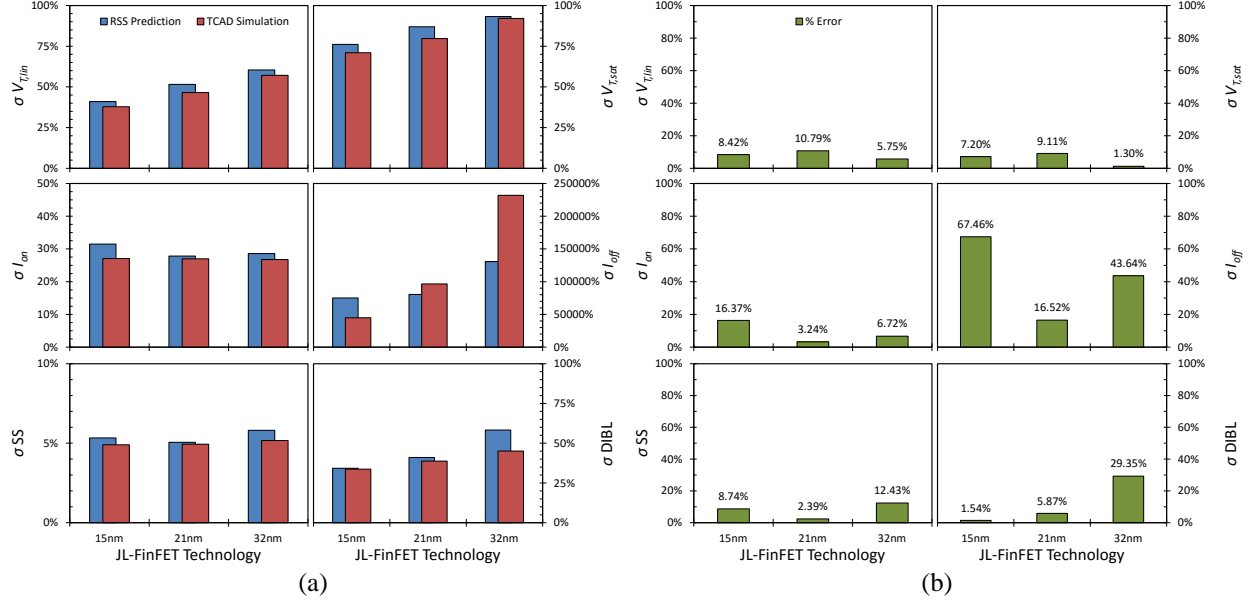 RSS Prediction
TCAD Simulation
100%
75%
50%
25%
0%
σ V_T,lin
100%
75%
50%
25%
0%
σ V_T,sat
50%
40%
30%
20%
10%
0%
σ I_on
250000%
200000%
150000%
100000%
50000%
0%
σ I_off
10%
5%
0%
σ SS
100%
75%
50%
25%
0%
σ DIBL
15nm 21nm 32nm
15nm 21nm 32nm
JL-FinFET Technology
JL-FinFET Technology
(a)
% Error
100%
80%
60%
40%
20%
0%
σ V_T,lin
8.42% 10.79% 5.75%
7.20% 9.11% 1.30%
100%
80%
60%
40%
20%
0%
σ V_T,sat
100%
80%
60%
40%
20%
0%
σ I_on
16.37% 3.24% 6.72%
67.46% 16.52% 43.64%
100%
80%
60%
40%
20%
0%
σ I_off
100%
80%
60%
40%
20%
0%
σ SS
8.74% 2.39% 12.43%
1.54% 5.87% 29.35%
100%
80%
60%
40%
20%
0%
σ DIBL
15nm 21nm 32nm
15nm 21nm 32nm
JL-FinFET Technology
JL-FinFET Technology
(b)